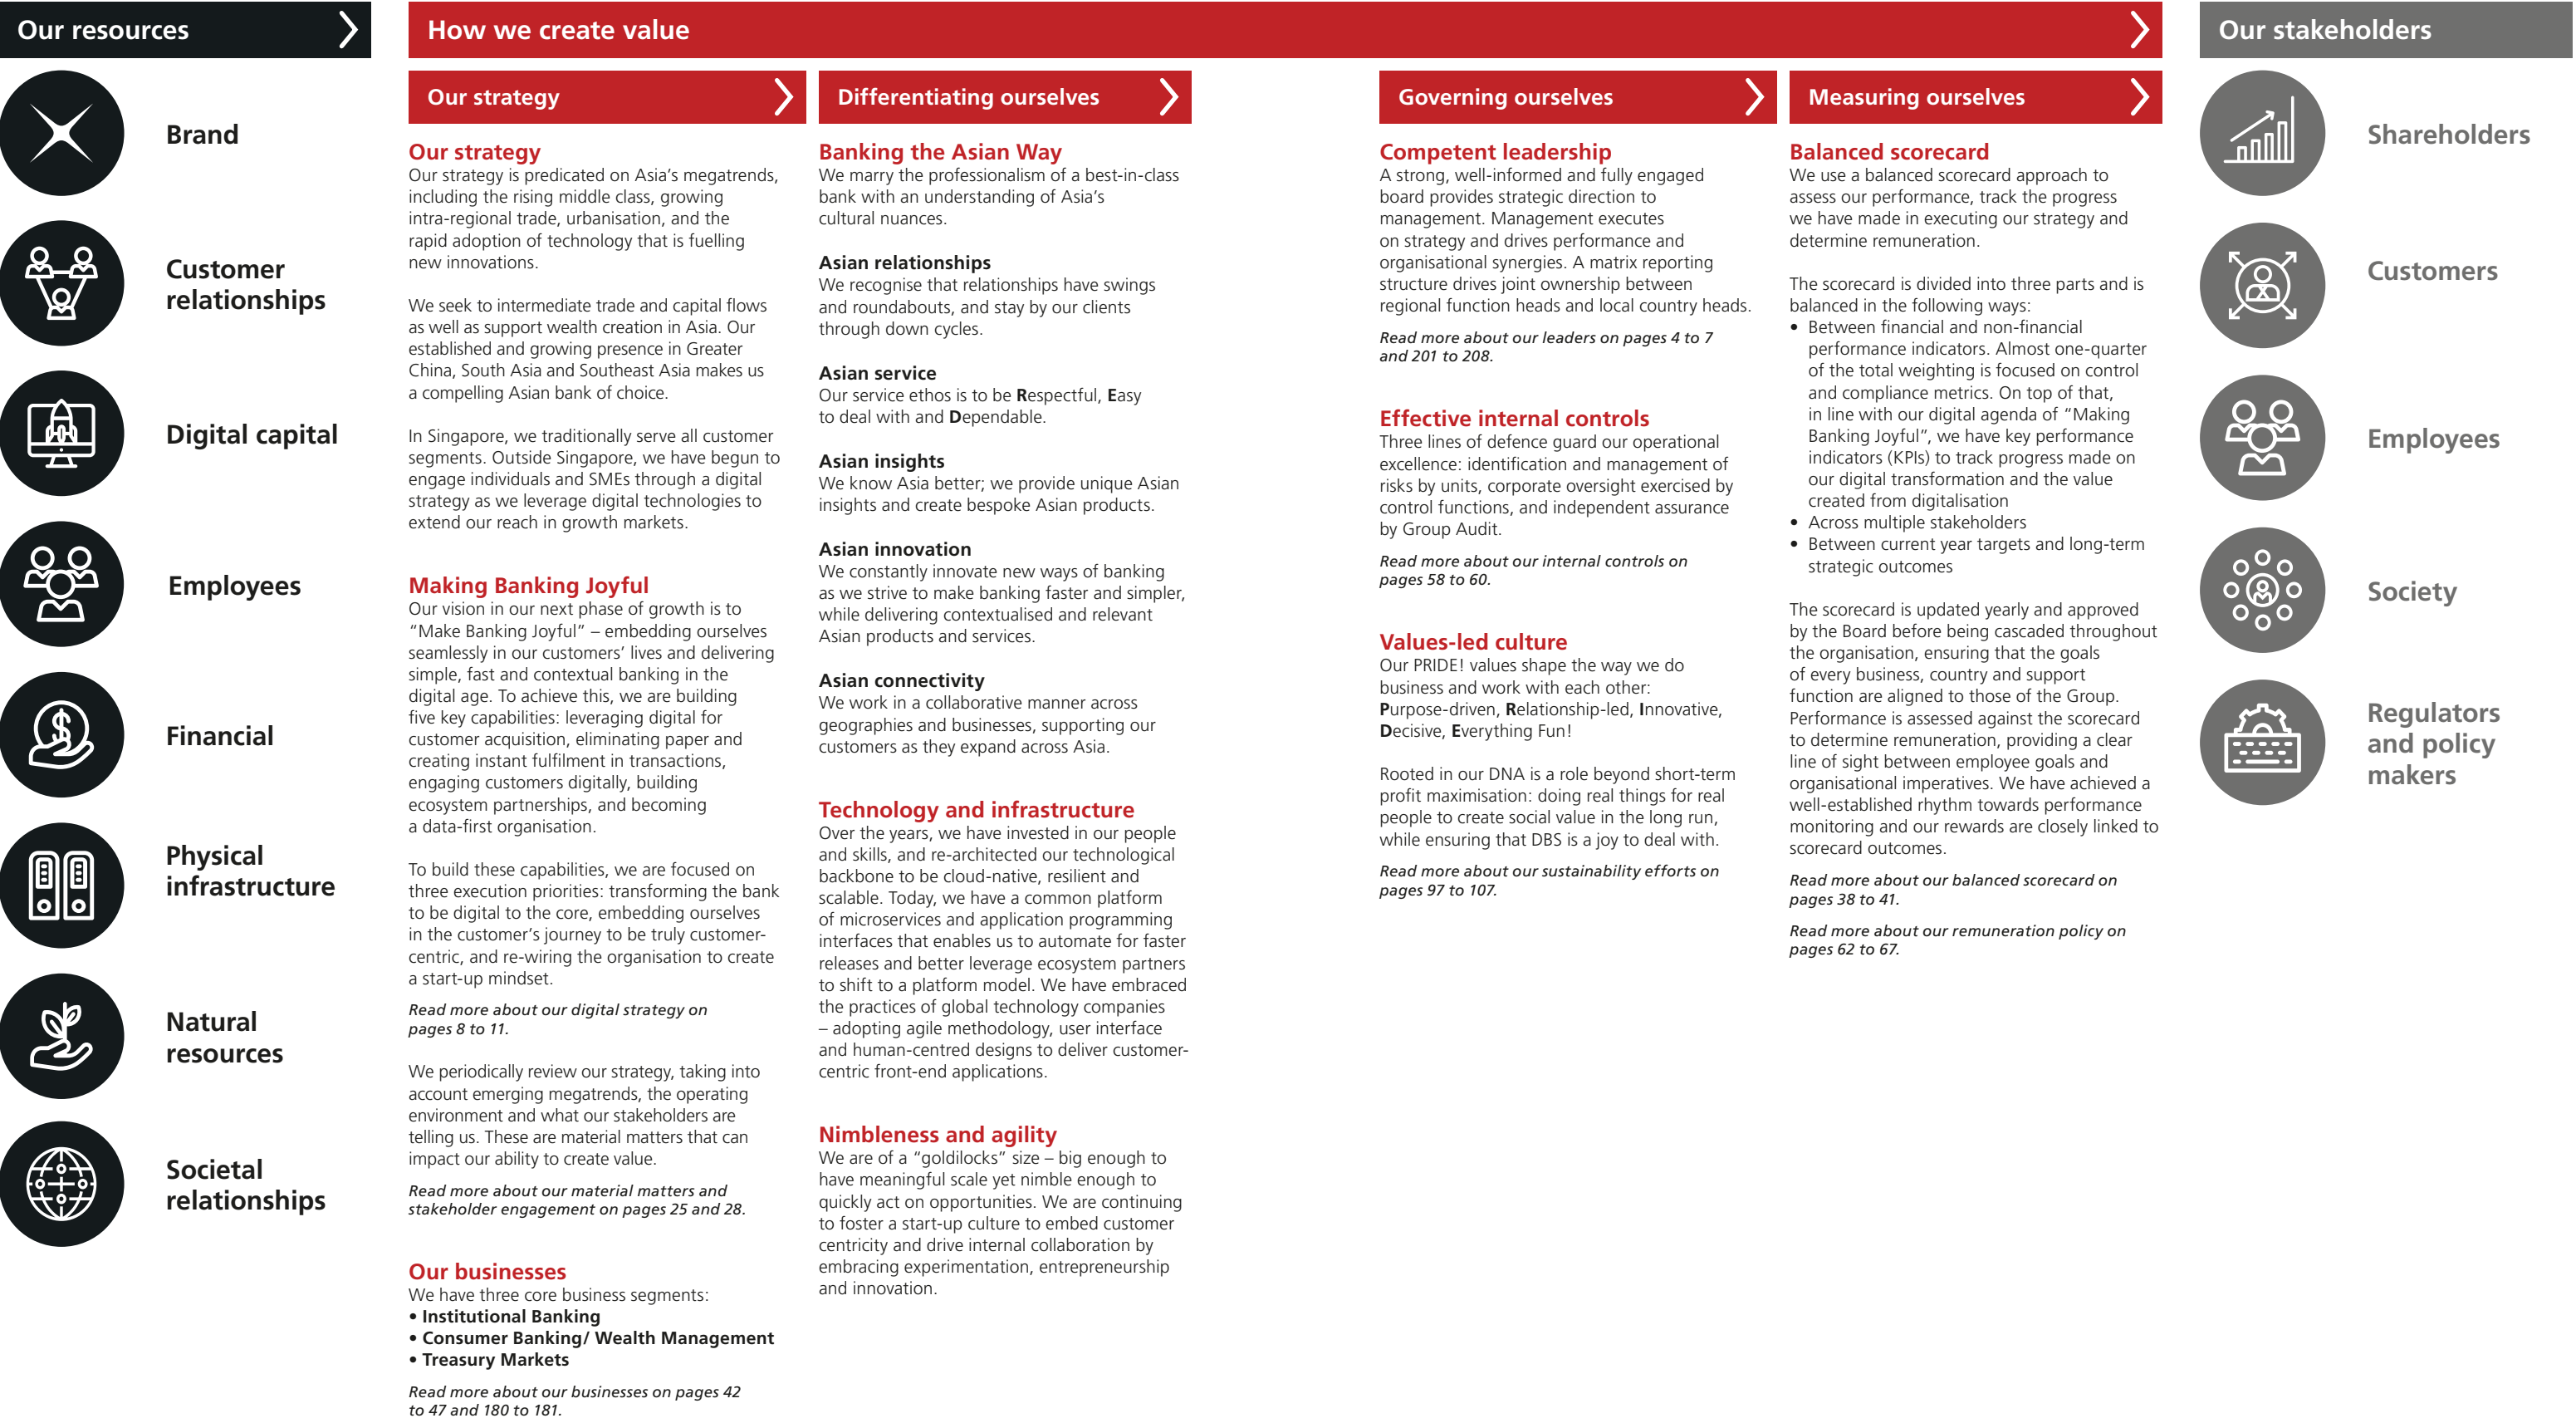 Our resources
Brand
Customer
relationships
Digital capital
Employees
Financial
Physical
infrastructure
Natural
resources
Societal
relationships
How we create value
Our strategy
Our strategy
Our strategy is predicated on Asia’s megatrends,
including the rising middle class, growing
intra-regional trade, urbanisation, and the
rapid adoption of technology that is fuelling
new innovations.
We seek to intermediate trade and capital flows
as well as support wealth creation in Asia. Our
established and growing presence in Greater
China, South Asia and Southeast Asia makes us
a compelling Asian bank of choice.
In Singapore, we traditionally serve all customer
segments. Outside Singapore, we have begun to
engage individuals and SMEs through a digital
strategy as we leverage digital technologies to
extend our reach in growth markets.
Making Banking Joyful
Our vision in our next phase of growth is to
“Make Banking Joyful” – embedding ourselves
seamlessly in our customers’ lives and delivering
simple, fast and contextual banking in the
digital age. To achieve this, we are building
five key capabilities: leveraging digital for
customer acquisition, eliminating paper and
creating instant fulfilment in transactions,
engaging customers digitally, building
ecosystem partnerships, and becoming
a data-first organisation.
To build these capabilities, we are focused on
three execution priorities: transforming the bank
to be digital to the core, embedding ourselves
in the customer’s journey to be truly customer-
centric, and re-wiring the organisation to create
a start-up mindset.
Read more about our digital strategy on
pages 8 to 11.
We periodically review our strategy, taking into
account emerging megatrends, the operating
environment and what our stakeholders are
telling us. These are material matters that can
impact our ability to create value.
Read more about our material matters and
stakeholder engagement on pages 25 and 28.
Our businesses
We have three core business segments:
• Institutional Banking
• Consumer Banking/ Wealth Management
• Treasury Markets
Read more about our businesses on pages 42
to 47 and 180 to 181.
Differentiating ourselves
Banking the Asian Way
We marry the professionalism of a best-in-class
bank with an understanding of Asia’s
cultural nuances.
Asian relationships
We recognise that relationships have swings
and roundabouts, and stay by our clients
through down cycles.
Asian service
Our service ethos is to be Respectful, Easy
to deal with and Dependable.
Asian insights
We know Asia better; we provide unique Asian
insights and create bespoke Asian products.
Asian innovation
We constantly innovate new ways of banking
as we strive to make banking faster and simpler,
while delivering contextualised and relevant
Asian products and services.
Asian connectivity
We work in a collaborative manner across
geographies and businesses, supporting our
customers as they expand across Asia.
Technology and infrastructure
Over the years, we have invested in our people
and skills, and re-architected our technological
backbone to be cloud-native, resilient and
scalable. Today, we have a common platform
of microservices and application programming
interfaces that enables us to automate for faster
releases and better leverage ecosystem partners
to shift to a platform model. We have embraced
the practices of global technology companies
– adopting agile methodology, user interface
and human-centred designs to deliver customer-
centric front-end applications.
Nimbleness and agility
We are of a “goldilocks” size – big enough to
have meaningful scale yet nimble enough to
quickly act on opportunities. We are continuing
to foster a start-up culture to embed customer
centricity and drive internal collaboration by
embracing experimentation, entrepreneurship
and innovation.
Governing ourselves
Competent leadership
A strong, well-informed and fully engaged
board provides strategic direction to
management. Management executes
on strategy and drives performance and
organisational synergies. A matrix reporting
structure drives joint ownership between
regional function heads and local country heads.
Read more about our leaders on pages 4 to 7
and 201 to 208.
Effective internal controls
Three lines of defence guard our operational
excellence: identification and management of
risks by units, corporate oversight exercised by
control functions, and independent assurance
by Group Audit.
Read more about our internal controls on
pages 58 to 60.
Values-led culture
Our PRIDE! values shape the way we do
business and work with each other:
Purpose-driven, Relationship-led, Innovative,
Decisive, Everything Fun!
Rooted in our DNA is a role beyond short-term
profit maximisation: doing real things for real
people to create social value in the long run,
while ensuring that DBS is a joy to deal with.
Read more about our sustainability efforts on
pages 97 to 107.
Measuring ourselves
Balanced scorecard
We use a balanced scorecard approach to
assess our performance, track the progress
we have made in executing our strategy and
determine remuneration.
The scorecard is divided into three parts and is
balanced in the following ways:
• Between financial and non-financial
performance indicators. Almost one-quarter
of the total weighting is focused on control
and compliance metrics. On top of that,
in line with our digital agenda of “Making
Banking Joyful”, we have key performance
indicators (KPIs) to track progress made on
our digital transformation and the value
created from digitalisation
• Across multiple stakeholders
• Between current year targets and long-term
strategic outcomes
The scorecard is updated yearly and approved
by the Board before being cascaded throughout
the organisation, ensuring that the goals
of every business, country and support
function are aligned to those of the Group.
Performance is assessed against the scorecard
to determine remuneration, providing a clear
line of sight between employee goals and
organisational imperatives. We have achieved a
well-established rhythm towards performance
monitoring and our rewards are closely linked to
scorecard outcomes.
Read more about our balanced scorecard on
pages 38 to 41.
Read more about our remuneration policy on
pages 62 to 67.
Our stakeholders
Shareholders
Customers
Employees
Society
Regulators
and policy
makers